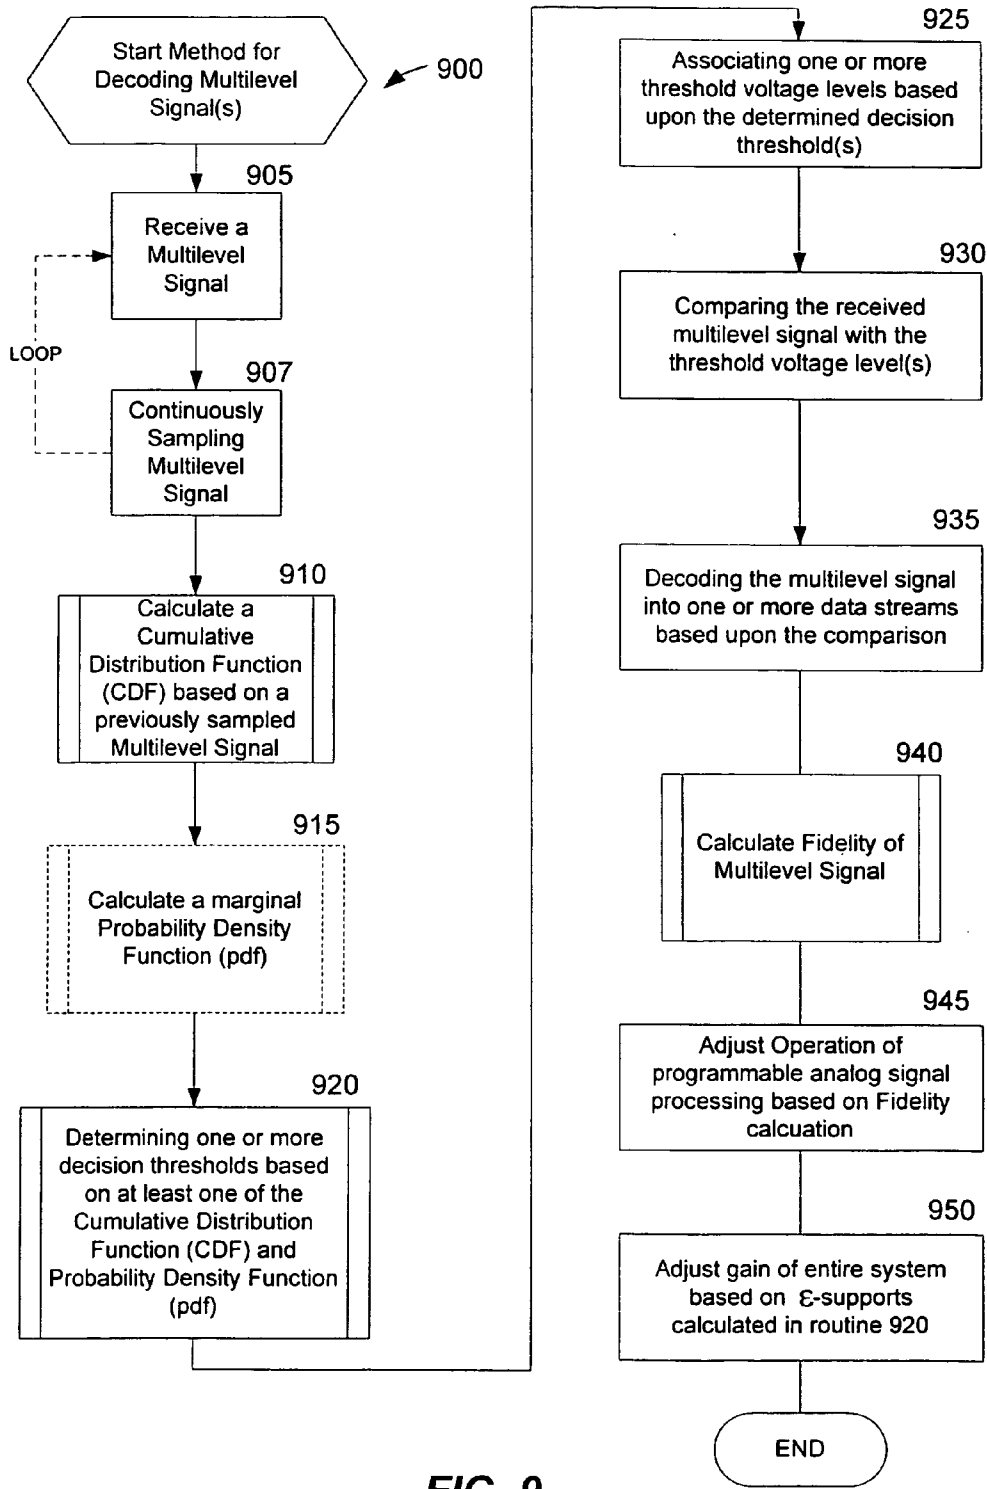 Start Method for
Decoding Multilevel
Signal(s)
900
905
Receive a
Multilevel
Signal
LOOP
907
Continuously
Sampling
Multilevel
Signal
910
Calculate a
Cumulative
Distribution Function
(CDF) based on a
previously sampled
Multilevel Signal
915
Calculate a marginal
Probability Density
Function (pdf)
920
Determining one or more
decision thresholds based
on at least one of the
Cumulative Distribution
Function (CDF) and
Probability Density Function
(pdf)
925
Associating one or more
threshold voltage levels based
upon the determined decision
threshold(s)
930
Comparing the received
multilevel signal with the
threshold voltage level(s)
935
Decoding the multilevel signal
into one or more data streams
based upon the comparison
940
Calculate Fidelity of
Multilevel Signal
945
Adjust Operation of
programmable analog signal
processing based on Fidelity
calcuation
950
Adjust gain of entire system
based on ε-supports
calculated in routine 920
END
FIG. 9